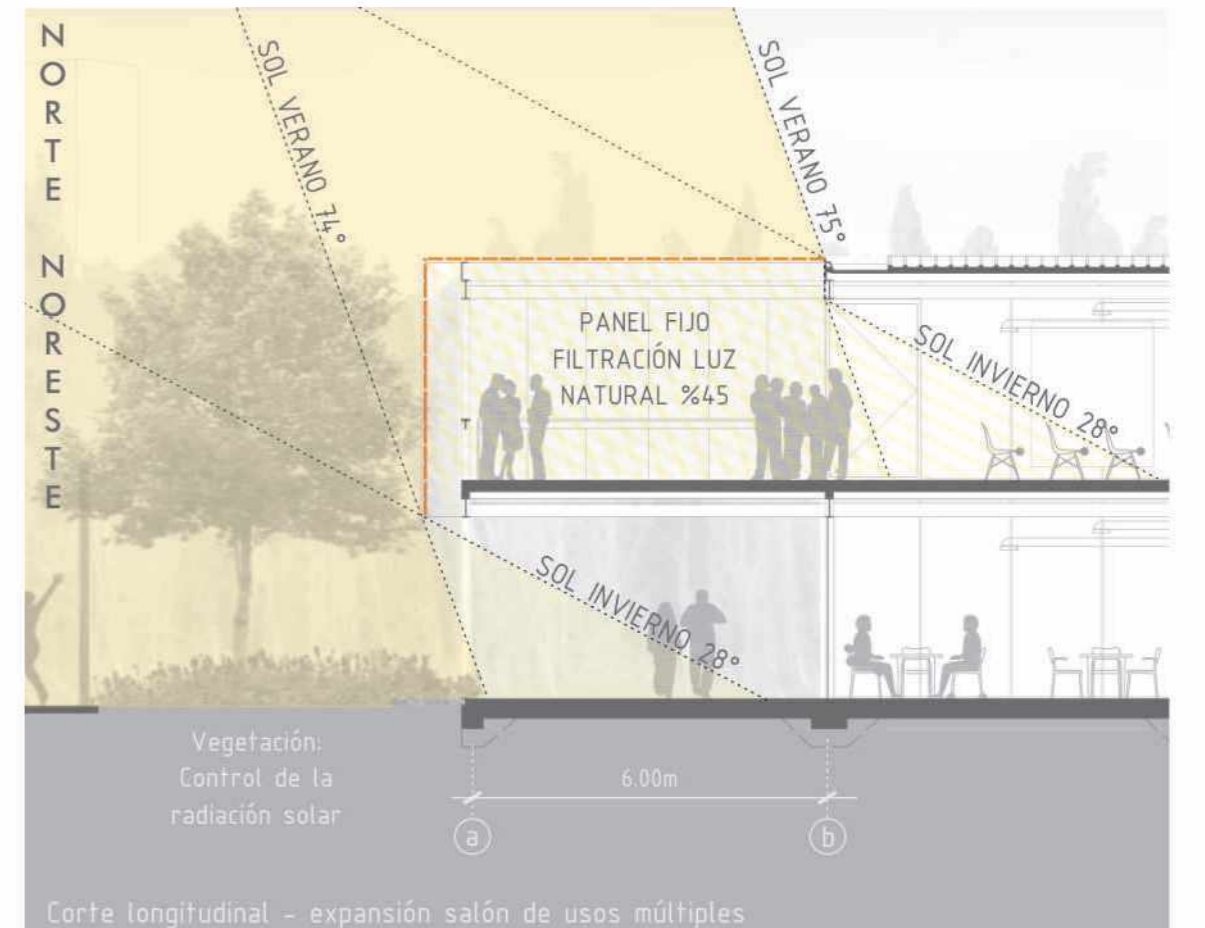 NORTE NORESTE
SOL VERANO 74°
SOL VERANO 75°
PANEL FIJO
FILTRACIÓN LUZ
NATURAL %45
SOL INVIERNO 28°
SOL INVIERNO 28°
Vegetación:
Control de la
radiación solar
6.00m
a
b
Corte longitudinal - expansión salón de usos múltiples